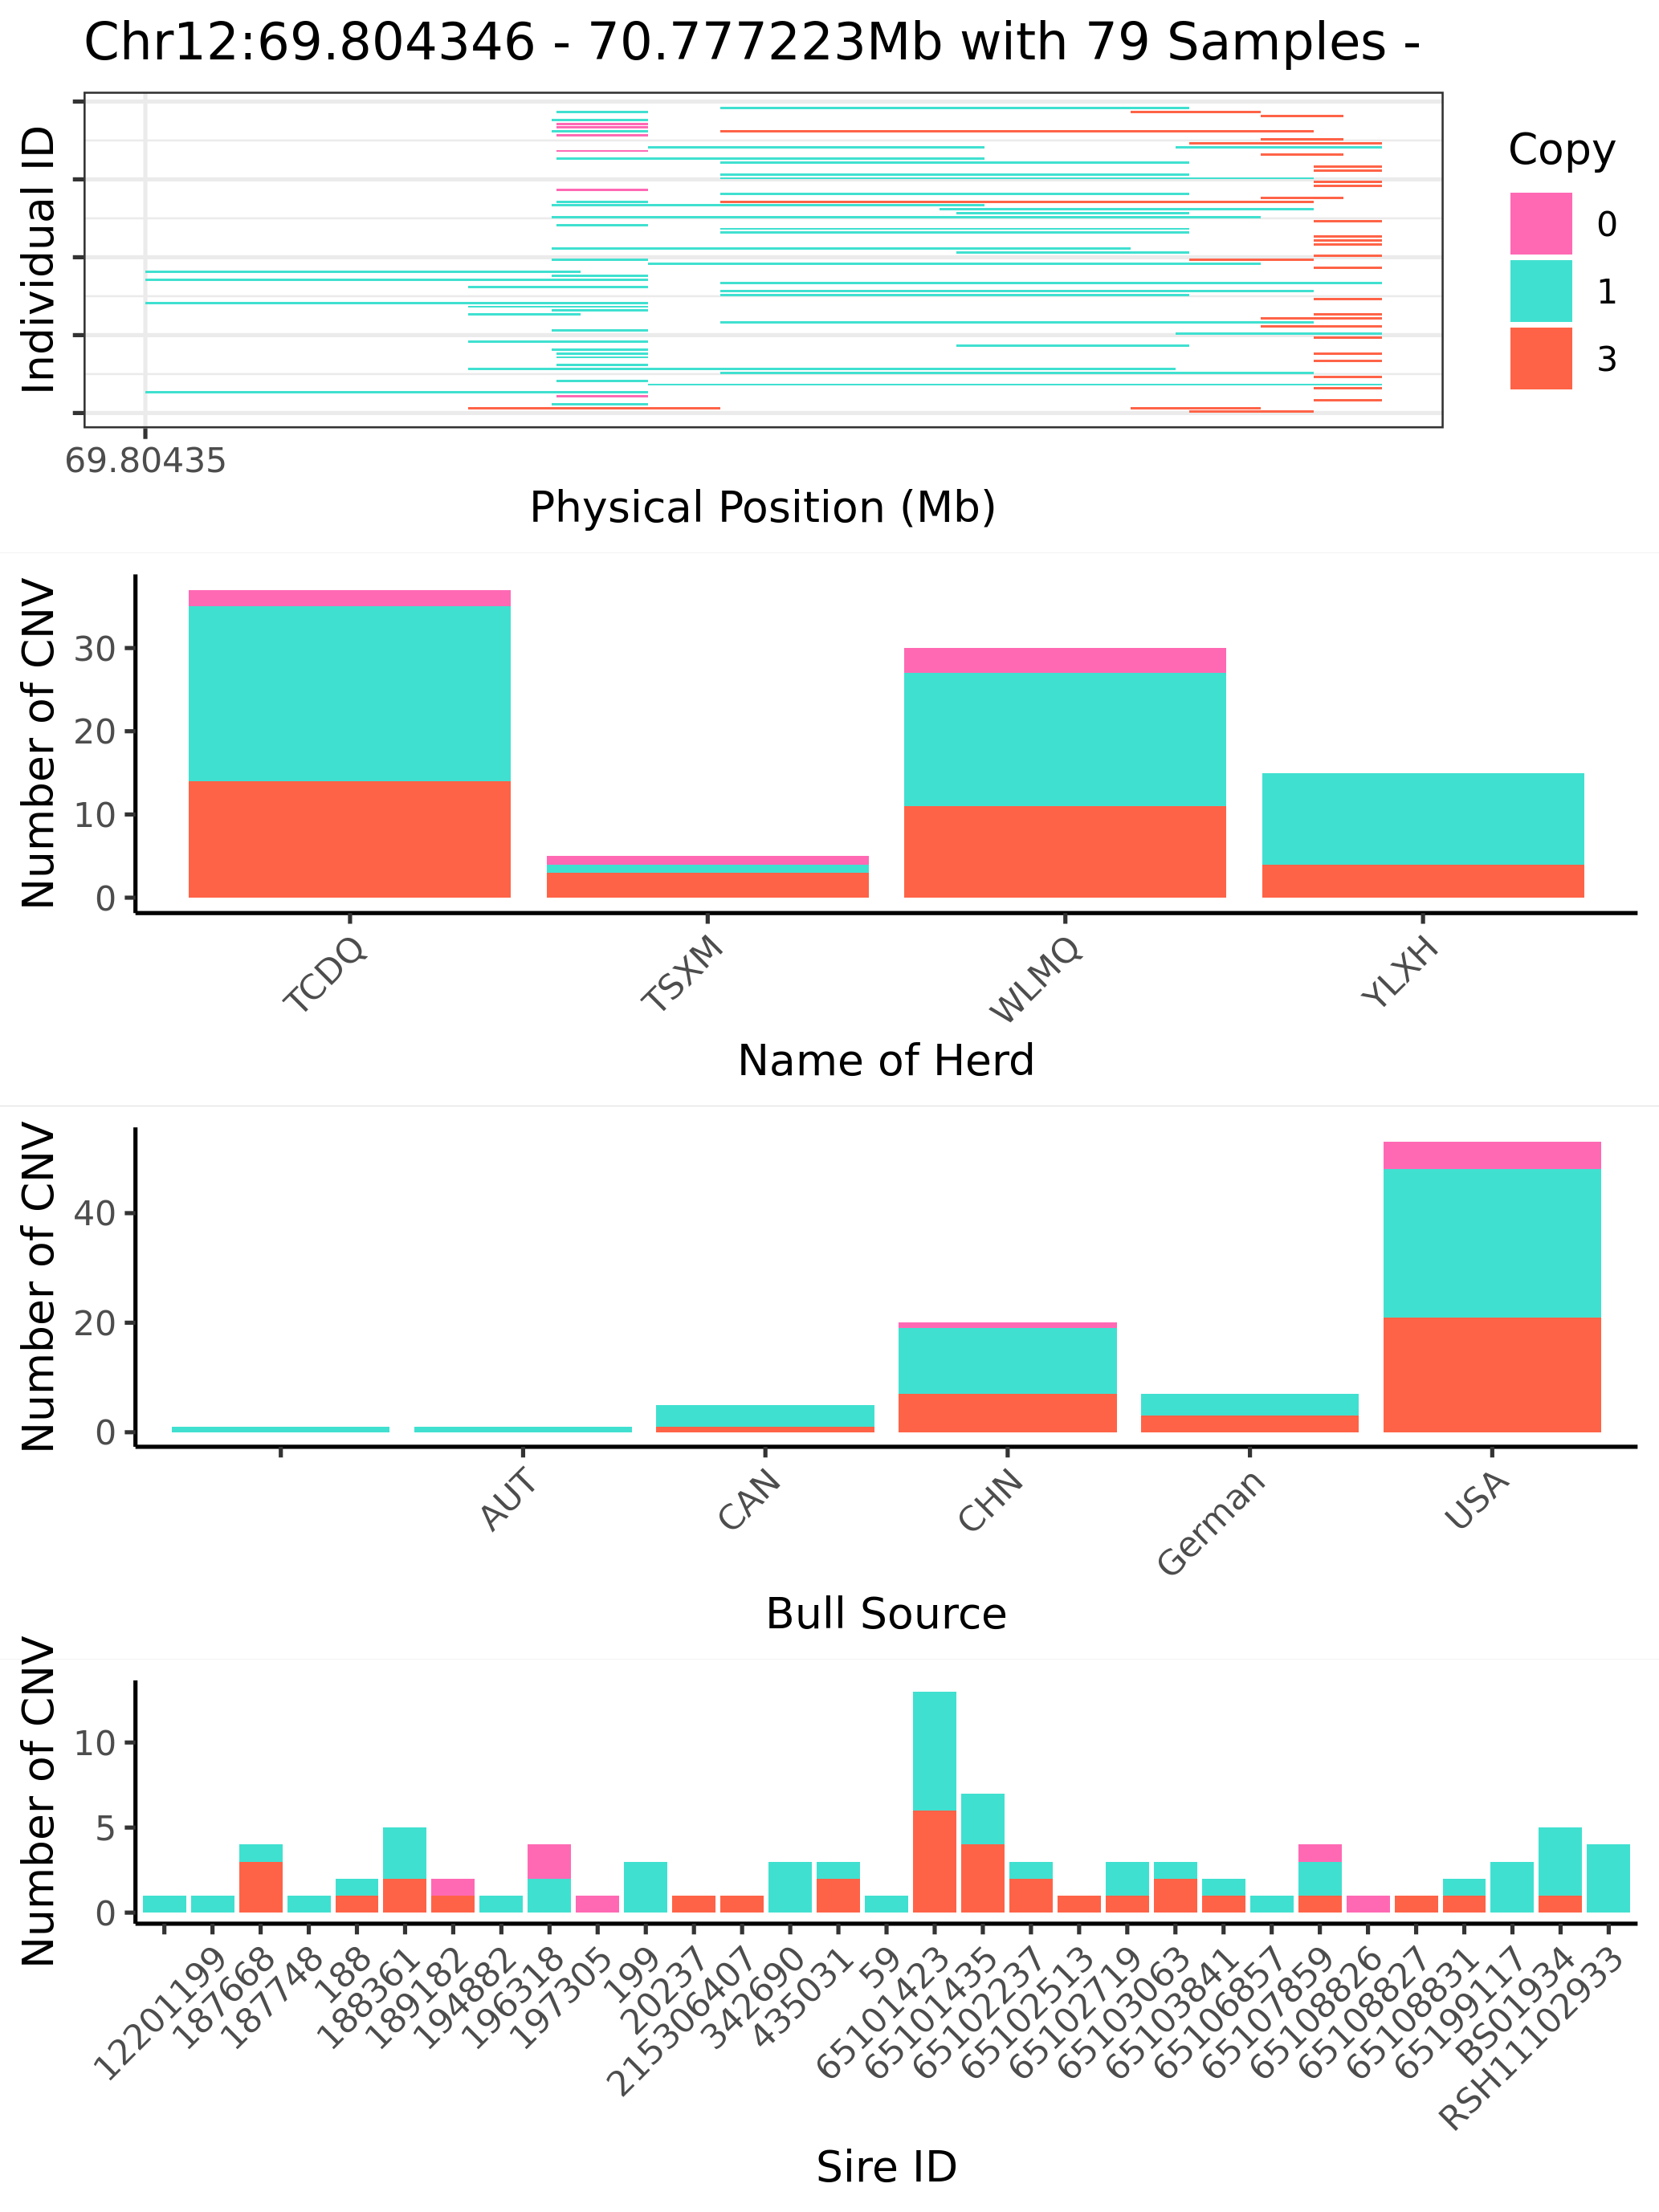 Chr12:69.804346 - 70.777223Mb with 79 Samples -
Individual ID
69.80435
Physical Position (Mb)
Copy
0
1
3
Number of CNV
30
20
10
0
TCDQ
TSXM
WLMQ
YLXH
Name of Herd
Number of CNV
40
20
0
AUT
CAN
CHN
German
USA
Bull Source
Number of CNV
10
5
0
12201199
187668
187748
188
188361
189182
194882
196318
197305
199
20237
215306407
342690
435031
59
65101423
65101435
65102237
65102513
65102719
65103063
65103841
65106857
65107859
65108826
65108827
65108831
65199117
BS01934
RSH11102933
Sire ID